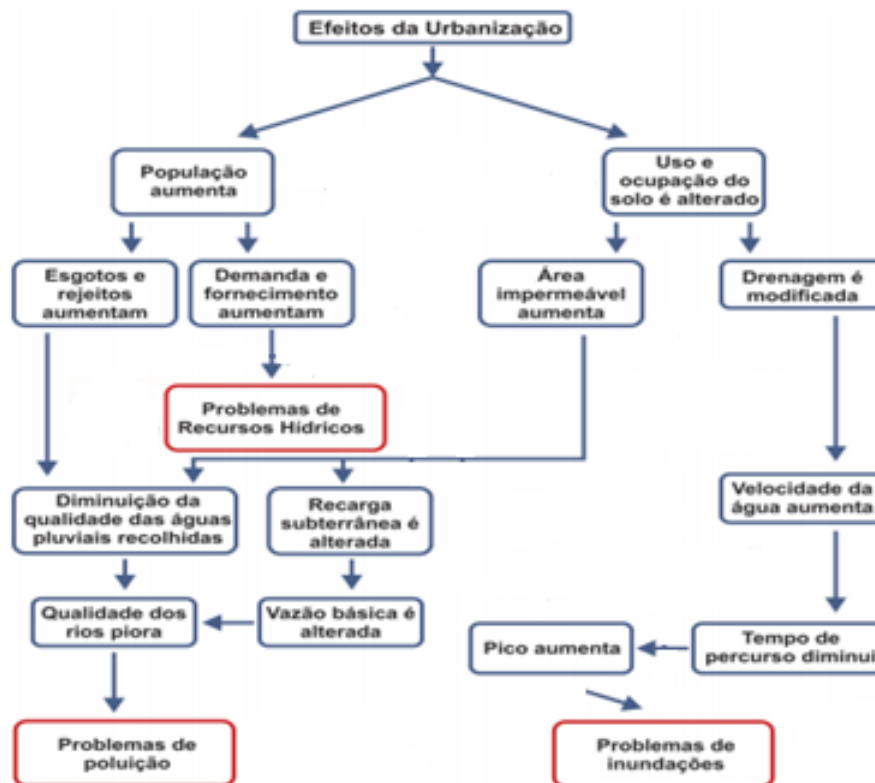 Efeitos da Urbanização
População
aumenta
Uso e
ocupação do
solo é alterado
Esgotos e
rejeitos
aumentam
Demanda e
fornecimento
aumentam
Área
impermeável
aumenta
Drenagem é
modificada
Problemas de
Recursos Hídricos
Diminuição da
qualidade das águas
pluviais recolhidas
Recarga
subterrânea é
alterada
Velocidade da
água aumenta
Qualidade dos
rios piora
Vazão básica é
alterada
Pico aumenta
Tempo de
percurso diminui
Problemas de
poluição
Problemas de
inundações